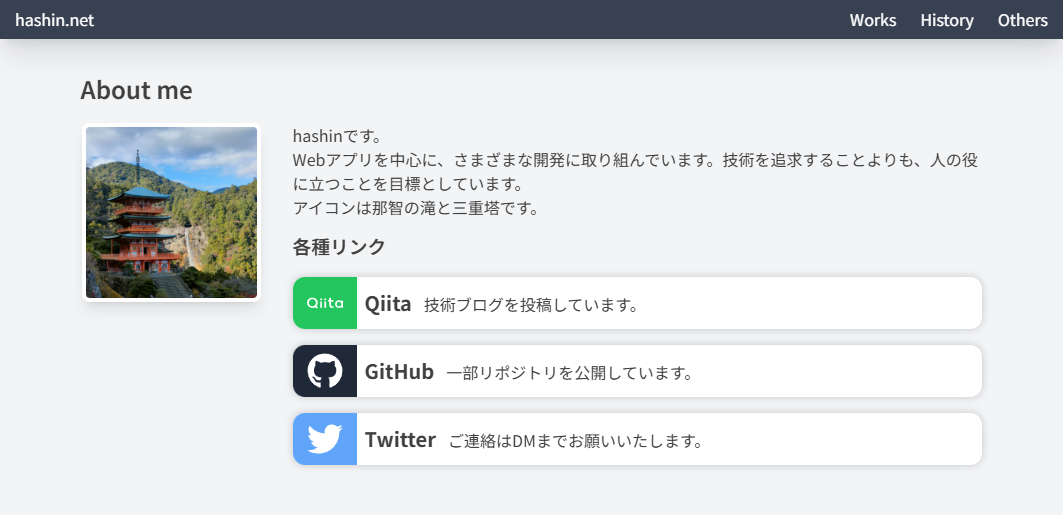 hashin.net
Works History Others
About me
hashinです。
Webアプリを中心に、さまざまな開発に取り組んでいます。技術を追求することよりも、人の役
に立つことを目標としています。
アイコンは那智の滝と三重塔です。
各種リンク
Qiita Qiita 技術ブログを投稿しています。
GitHub 一部リポジトリを公開しています。
Twitter ご連絡はDMまでお願いいたします。